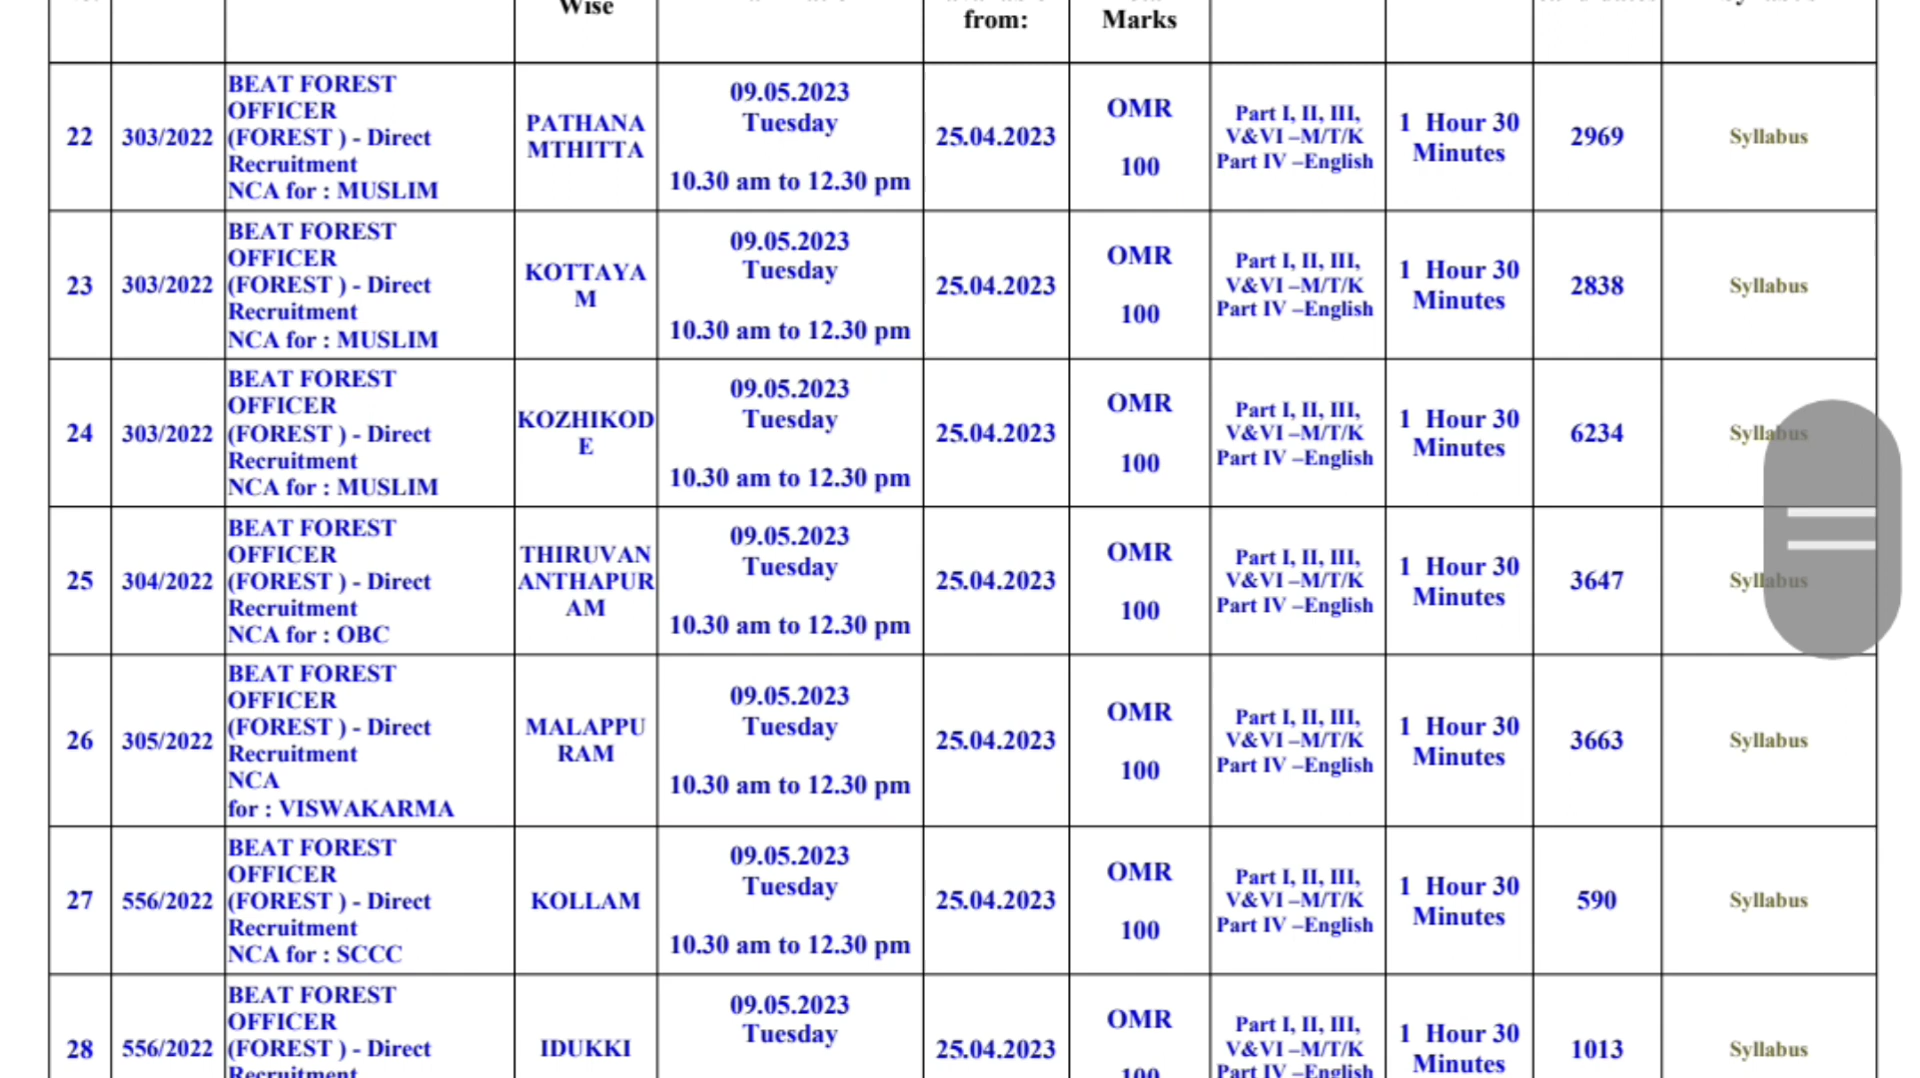 Wise
from:
Marks
22
303/2022
BEAT FOREST
OFFICER
(FOREST ) - Direct
Recruitment
NCA for : MUSLIM
PATHANA
MTHITTA
09.05.2023
Tuesday
10.30 am to 12.30 pm
25.04.2023
OMR
100
Part I, II, III,
V&VI –M/T/K
Part IV –English
1 Hour 30
Minutes
2969
Syllabus
23
303/2022
BEAT FOREST
OFFICER
(FOREST ) - Direct
Recruitment
NCA for : MUSLIM
KOTTAYA
M
09.05.2023
Tuesday
10.30 am to 12.30 pm
25.04.2023
OMR
100
Part I, II, III,
V&VI –M/T/K
Part IV –English
1 Hour 30
Minutes
2838
Syllabus
24
303/2022
BEAT FOREST
OFFICER
(FOREST ) - Direct
Recruitment
NCA for : MUSLIM
KOZHIKOD
E
09.05.2023
Tuesday
10.30 am to 12.30 pm
25.04.2023
OMR
100
Part I, II, III,
V&VI –M/T/K
Part IV –English
1 Hour 30
Minutes
6234
Syllabus
25
304/2022
BEAT FOREST
OFFICER
(FOREST ) - Direct
Recruitment
NCA for : OBC
THIRUVAN
ANTHAPUR
AM
09.05.2023
Tuesday
10.30 am to 12.30 pm
25.04.2023
OMR
100
Part I, II, III,
V&VI –M/T/K
Part IV –English
1 Hour 30
Minutes
3647
Syllabus
26
305/2022
BEAT FOREST
OFFICER
(FOREST ) - Direct
Recruitment
NCA
for : VISWAKARMA
MALAPPU
RAM
09.05.2023
Tuesday
10.30 am to 12.30 pm
25.04.2023
OMR
100
Part I, II, III,
V&VI –M/T/K
Part IV –English
1 Hour 30
Minutes
3663
Syllabus
27
556/2022
BEAT FOREST
OFFICER
(FOREST ) - Direct
Recruitment
NCA for : SCCC
KOLLAM
09.05.2023
Tuesday
10.30 am to 12.30 pm
25.04.2023
OMR
100
Part I, II, III,
V&VI –M/T/K
Part IV –English
1 Hour 30
Minutes
590
Syllabus
28
556/2022
BEAT FOREST
OFFICER
(FOREST ) - Direct
Recruitment
IDUKKI
09.05.2023
Tuesday
25.04.2023
OMR
100
Part I, II, III,
V&VI –M/T/K
Part IV –English
1 Hour 30
Minutes
1013
Syllabus